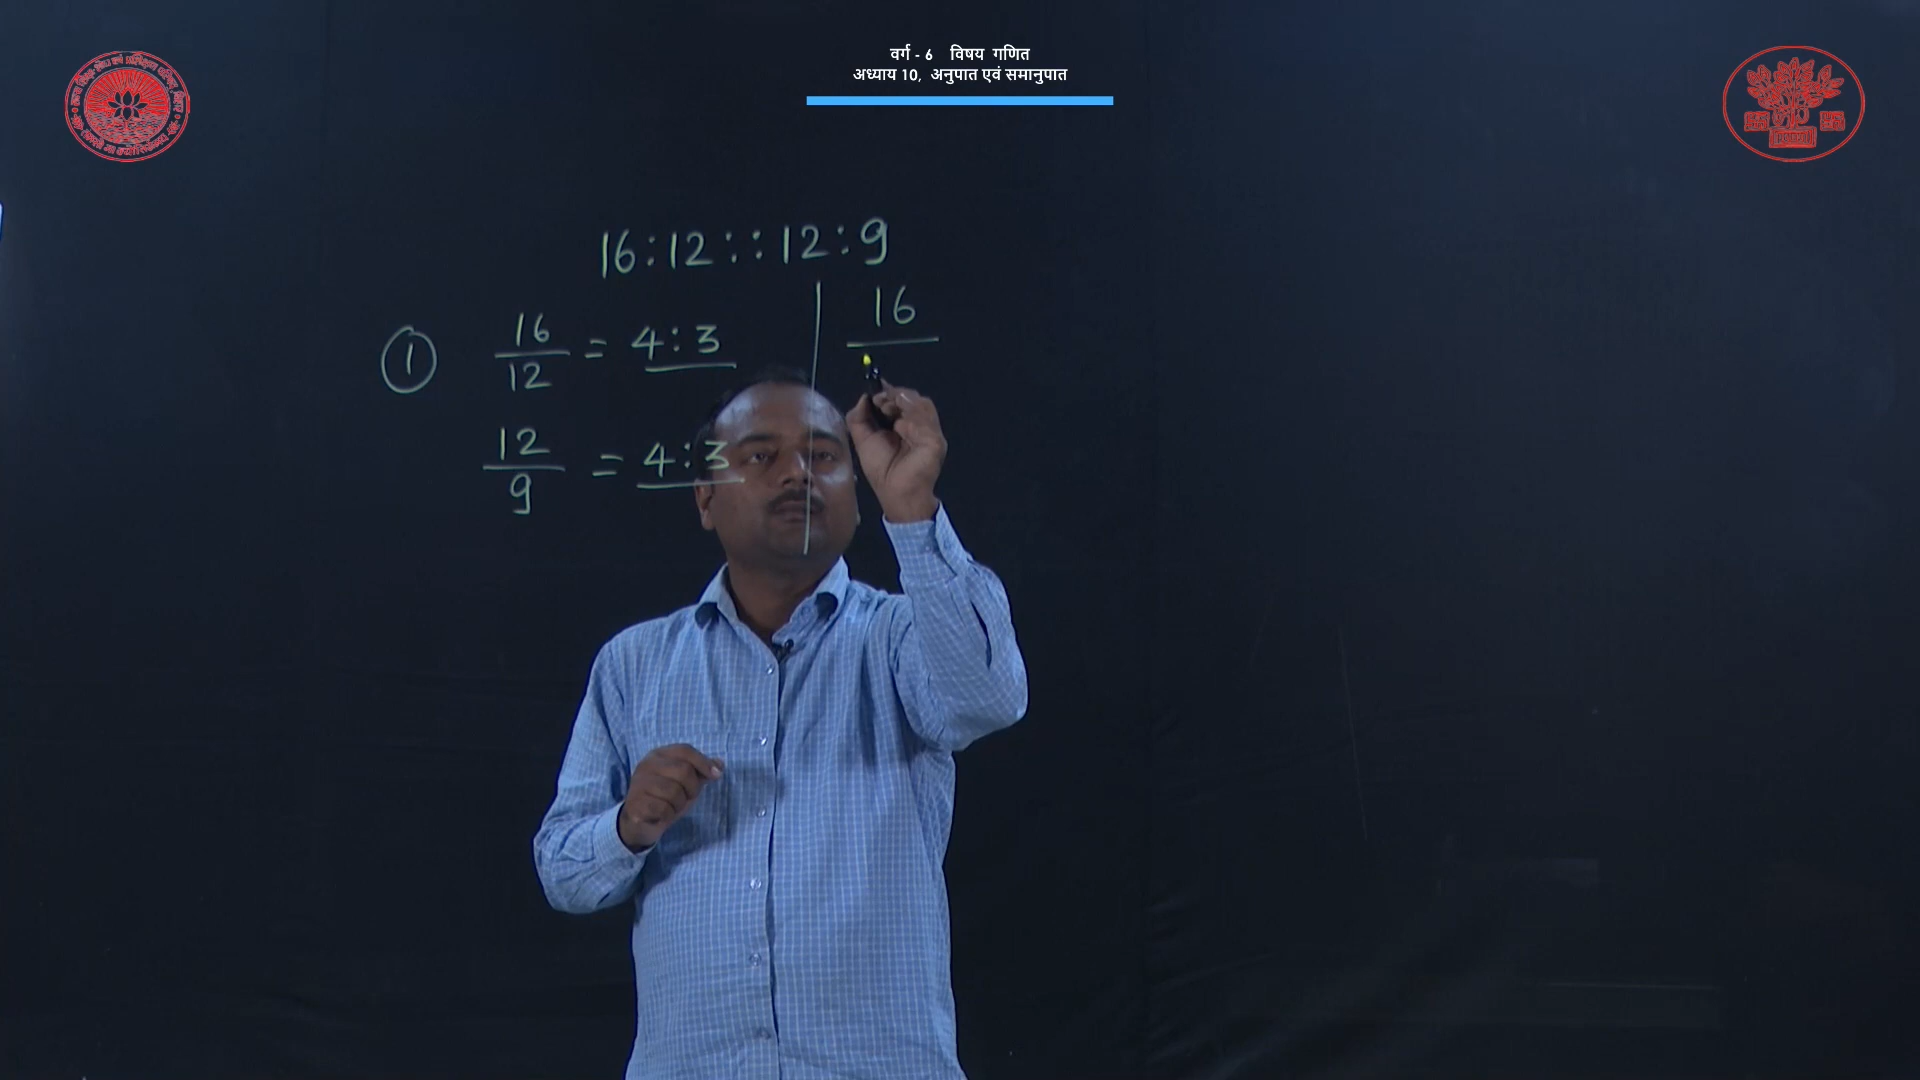 वर्ग - 6 विषय गणित
अध्याय 10, अनुपात एवं समानुपात
16:12::12:9
① 16/12 = 4:3
12/9 = 4:3
16